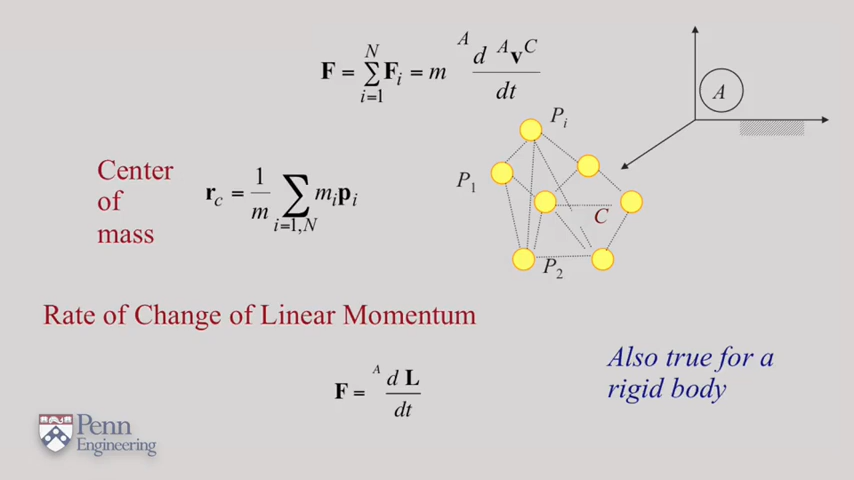 F = N∑i=1 Fᵢ = m ᴬd ᴬvᶜ / dt
A
Pᵢ
P₁
C
P₂
Center
of
mass
r_c = 1/m ∑i=1,N mᵢpᵢ
Rate of Change of Linear Momentum
F = ᴬd L / dt
Also true for a
rigid body
Penn
Engineering